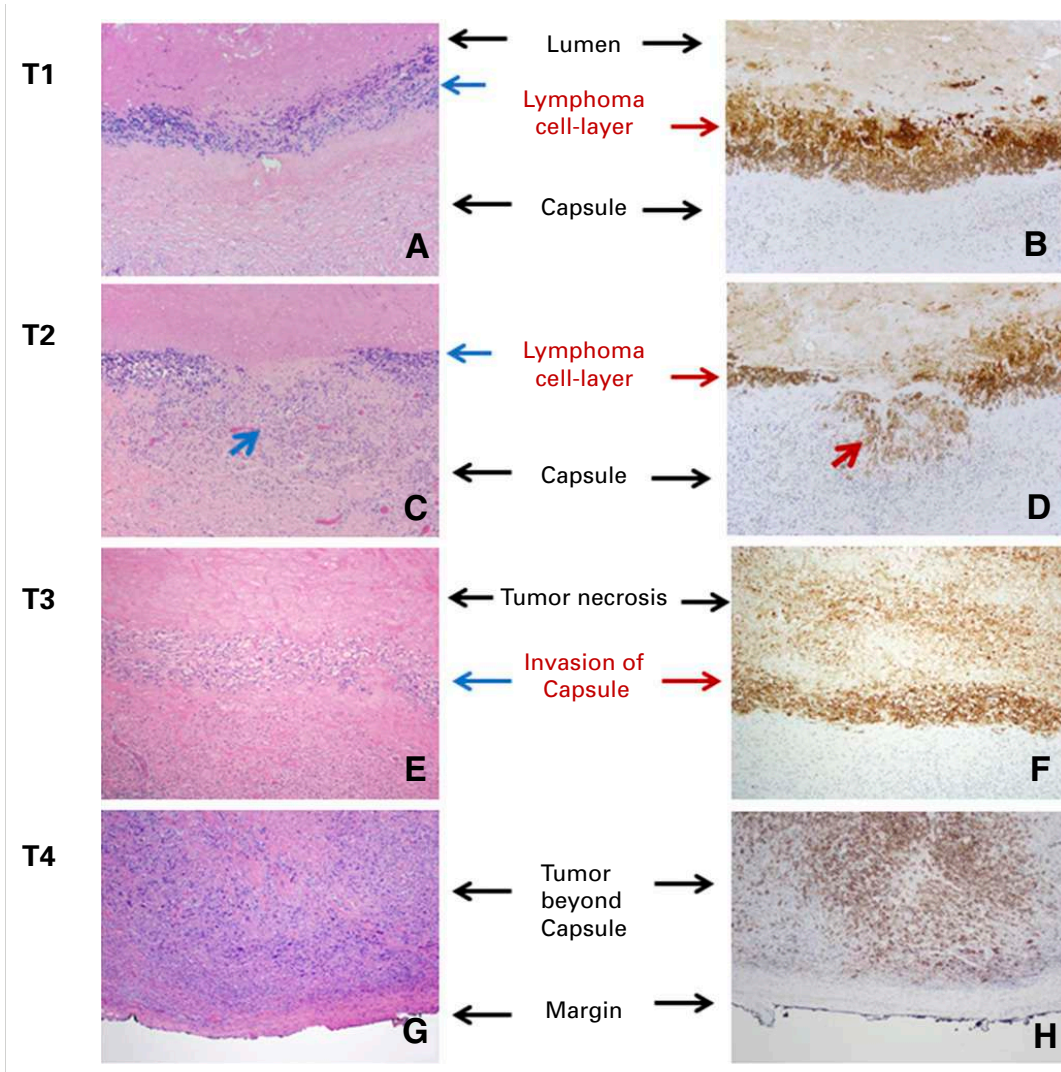 T1
Lumen
Lymphoma
cell-layer
Capsule
A
B
T2
Lymphoma
cell-layer
Capsule
C
D
T3
Tumor necrosis
Invasion of
Capsule
E
F
T4
Tumor
beyond
Capsule
Margin
G
H